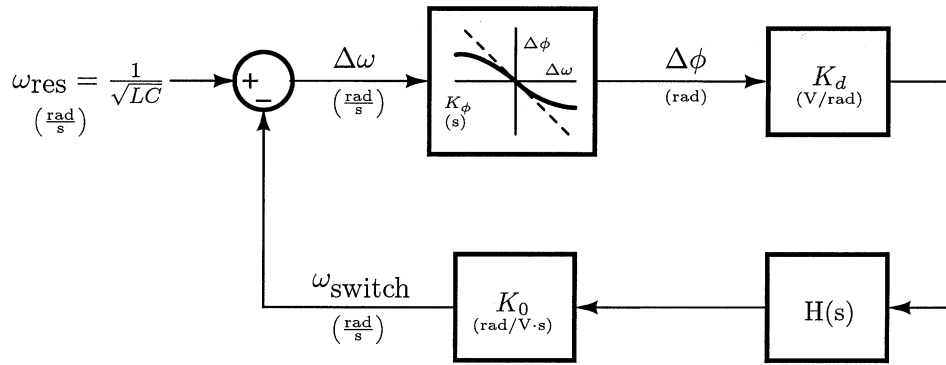 ω_res = 1/√LC
(rad/s)
+
−
Δω
(rad/s)
Δϕ
Δω
K_ϕ
(s)
Δϕ
(rad)
K_d
(V/rad)
ω_switch
(rad/s)
K_0
(rad/V·s)
H(s)